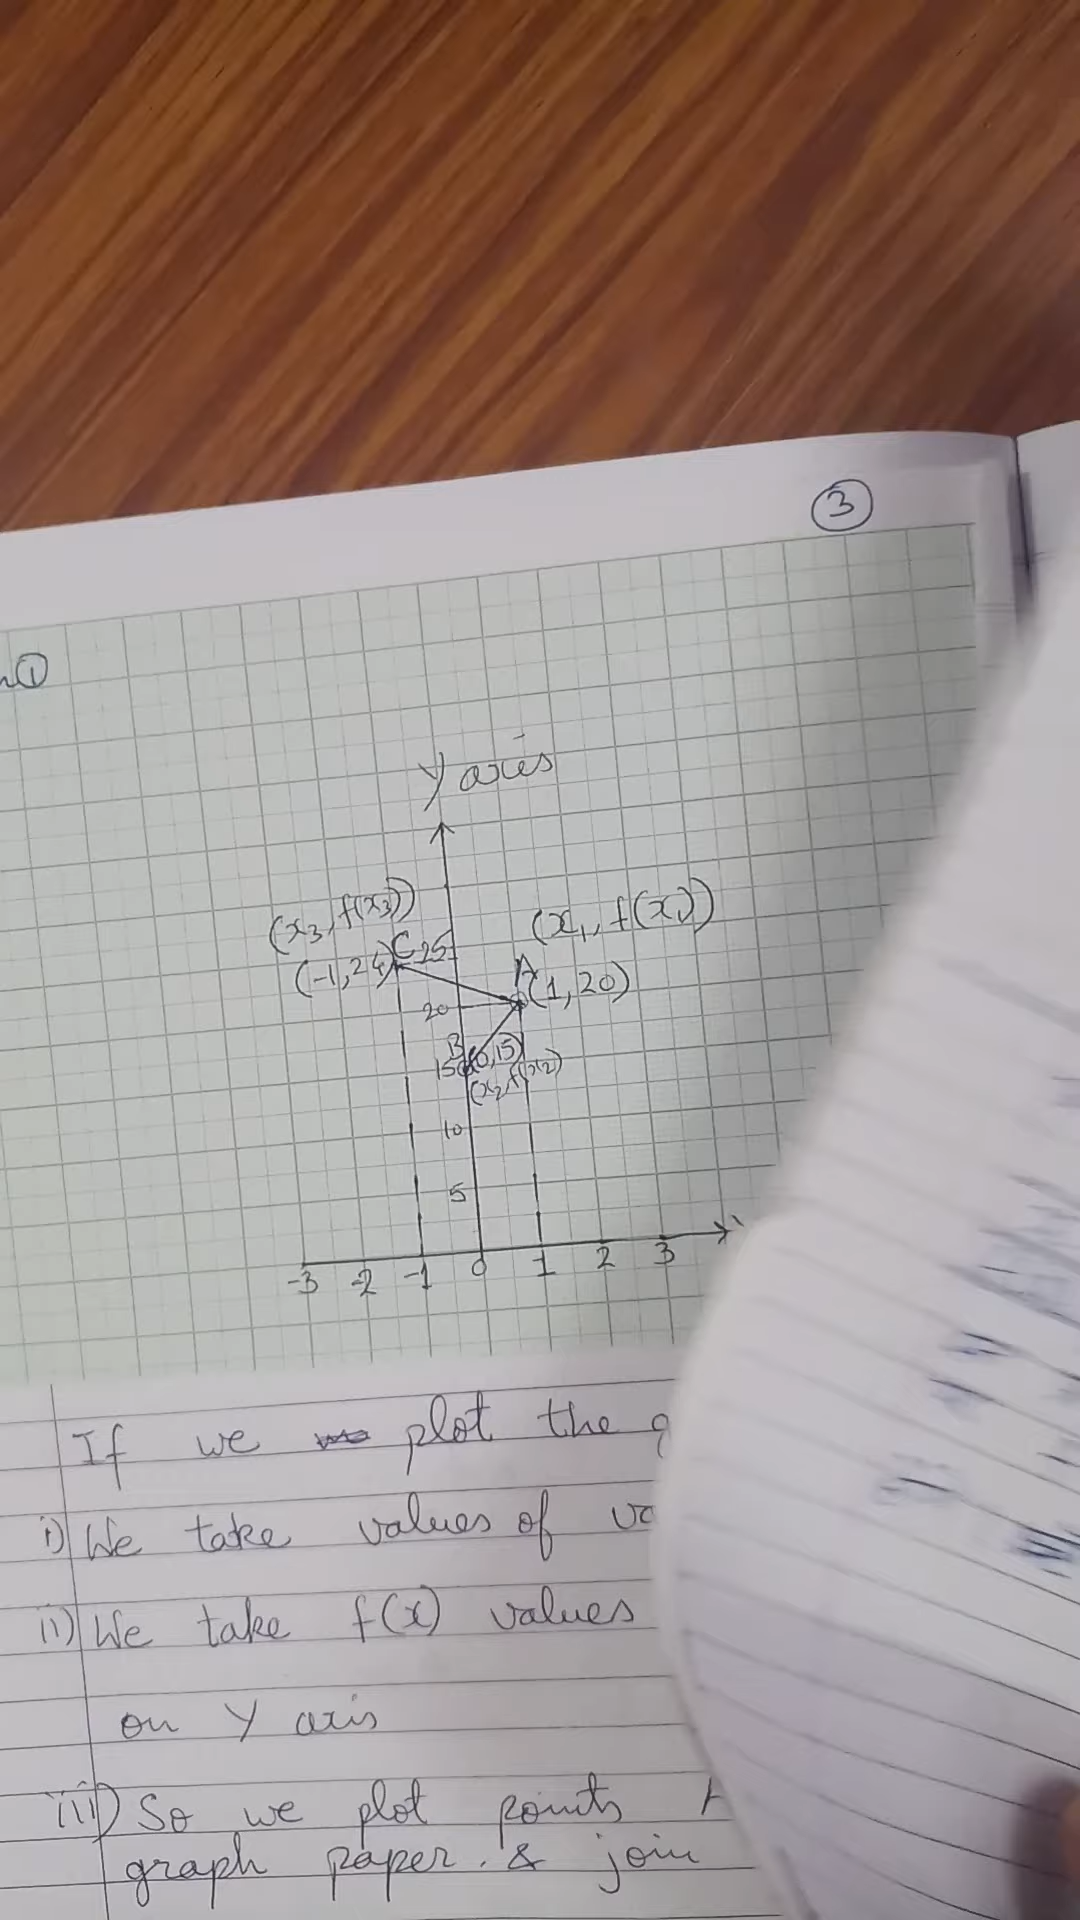 3
1
Y axis
(x3, f(x3))
(x1, f(x1))
(-1, 24) C 25
A
(1, 20)
20
B
15 (0, 15)
(x2, f(x2))
10
5
-3 -2 -1 0 1 2 3
If we plot the
i) We take values of
ii) We take f(x) values
on Y axis
iii) So we plot points
graph paper. & join